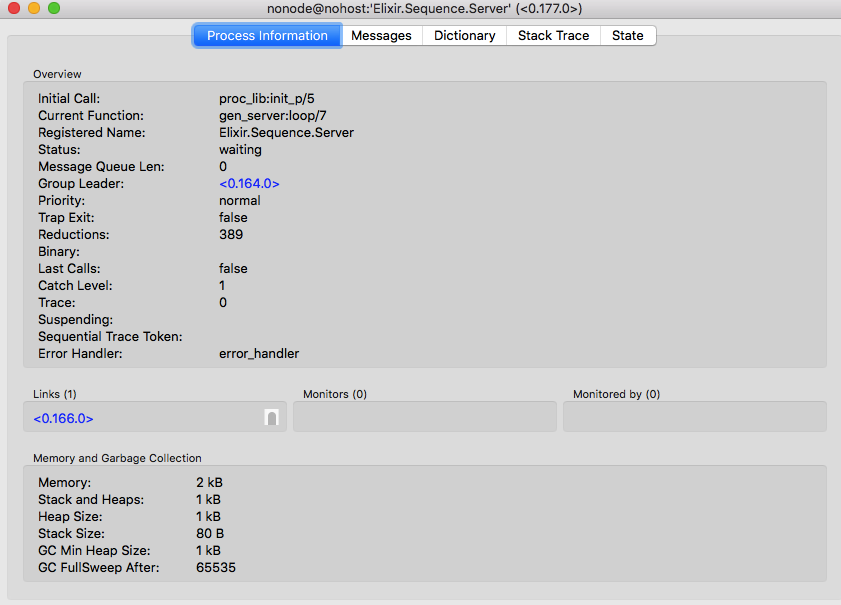 nonode@nohost:'Elixir.Sequence.Server' (<0.177.0>)
Process Information Messages Dictionary Stack Trace State
Overview
Initial Call: proc_lib:init_p/5
Current Function: gen_server:loop/7
Registered Name: Elixir.Sequence.Server
Status: waiting
Message Queue Len: 0
Group Leader: <0.164.0>
Priority: normal
Trap Exit: false
Reductions: 389
Binary:
Last Calls: false
Catch Level: 1
Trace: 0
Suspending:
Sequential Trace Token:
Error Handler: error_handler
Links (1) Monitors (0) Monitored by (0)
<0.166.0>
Memory and Garbage Collection
Memory: 2 kB
Stack and Heaps: 1 kB
Heap Size: 1 kB
Stack Size: 80 B
GC Min Heap Size: 1 kB
GC FullSweep After: 65535